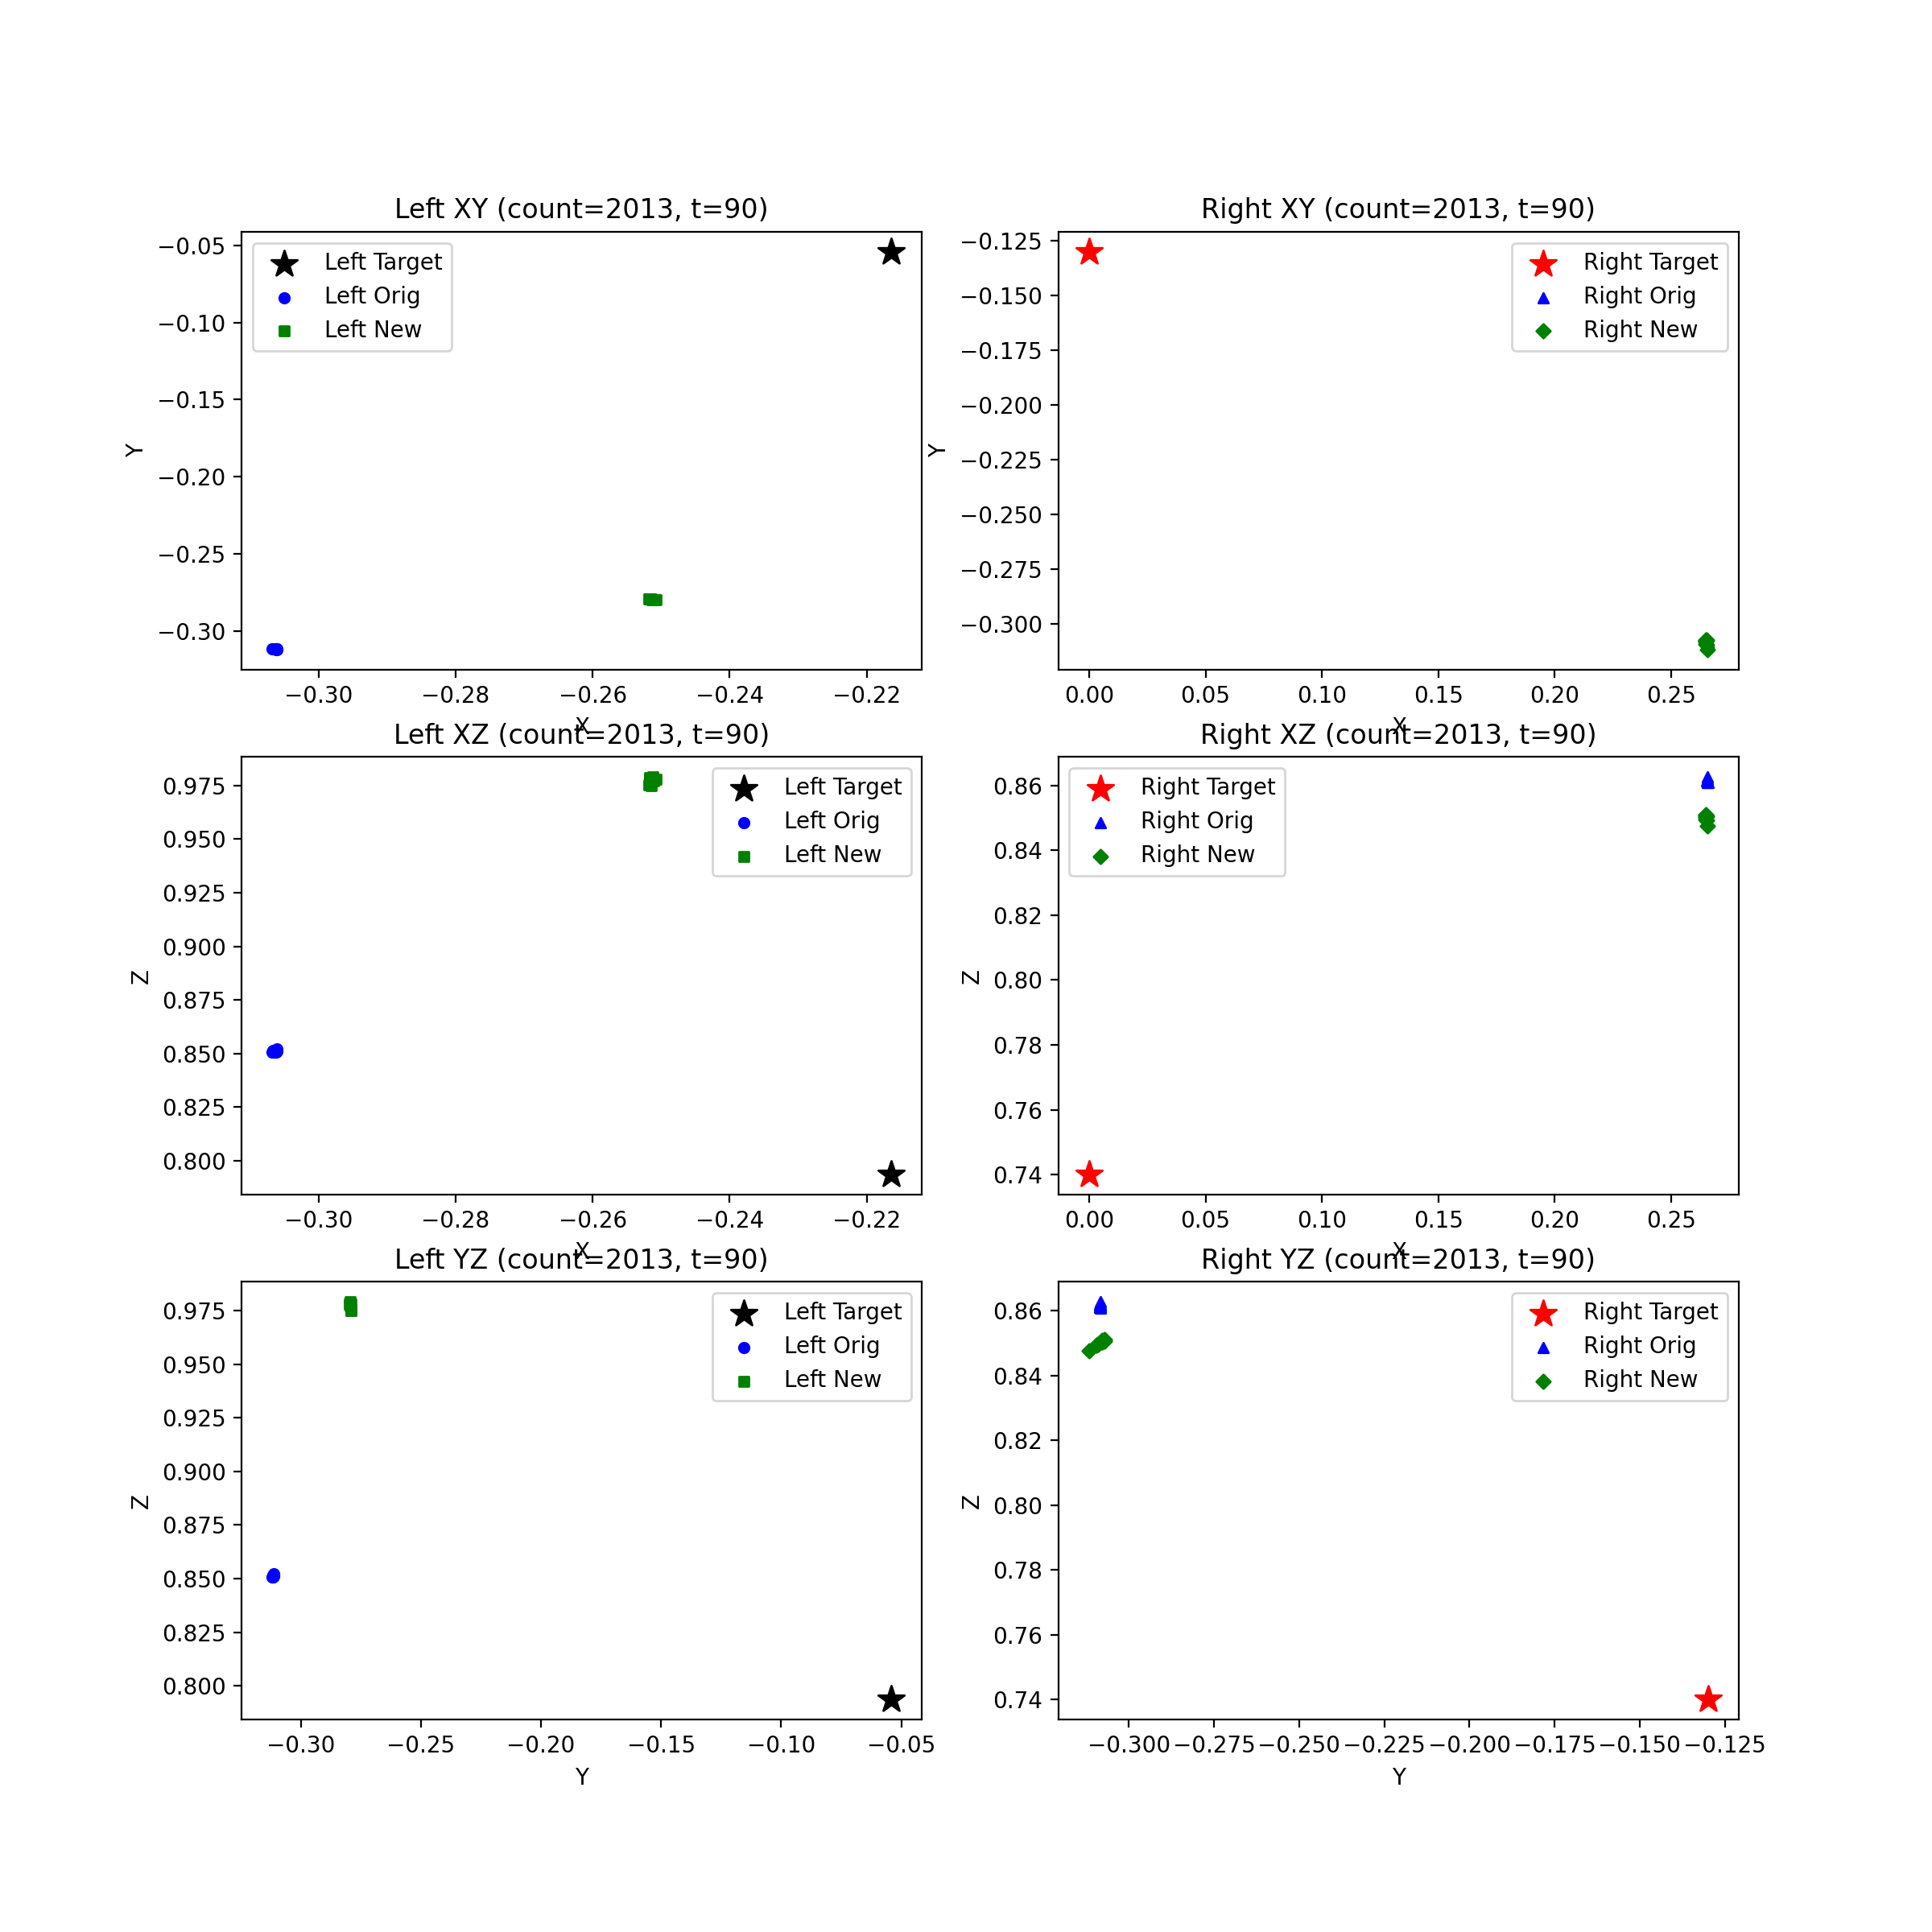 Left XY (count=2013, t=90)
−0.05
−0.10
−0.15
−0.20
−0.25
−0.30
Y
Left Target
Left Orig
Left New
−0.30 −0.28 −0.26 −0.24 −0.22
X
Right XY (count=2013, t=90)
−0.125
−0.150
−0.175
−0.200
−0.225
−0.250
−0.275
−0.300
Y
Right Target
Right Orig
Right New
0.00 0.05 0.10 0.15 0.20 0.25
X
Left XZ (count=2013, t=90)
0.975
0.950
0.925
0.900
0.875
0.850
0.825
0.800
Z
Left Target
Left Orig
Left New
−0.30 −0.28 −0.26 −0.24 −0.22
X
Right XZ (count=2013, t=90)
0.86
0.84
0.82
0.80
0.78
0.76
0.74
Z
Right Target
Right Orig
Right New
0.00 0.05 0.10 0.15 0.20 0.25
X
Left YZ (count=2013, t=90)
0.975
0.950
0.925
0.900
0.875
0.850
0.825
0.800
Z
Left Target
Left Orig
Left New
−0.30 −0.25 −0.20 −0.15 −0.10 −0.05
Y
Right YZ (count=2013, t=90)
0.86
0.84
0.82
0.80
0.78
0.76
0.74
Z
Right Target
Right Orig
Right New
−0.300 −0.275 −0.250 −0.225 −0.200 −0.175 −0.150 −0.125
Y